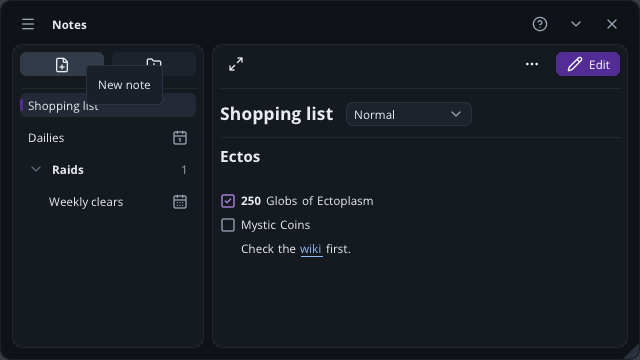 Notes
New note
Edit
Shopping list
Dailies
Raids 1
Weekly clears
Shopping list Normal
Ectos
250 Globs of Ectoplasm
Mystic Coins
Check the wiki first.